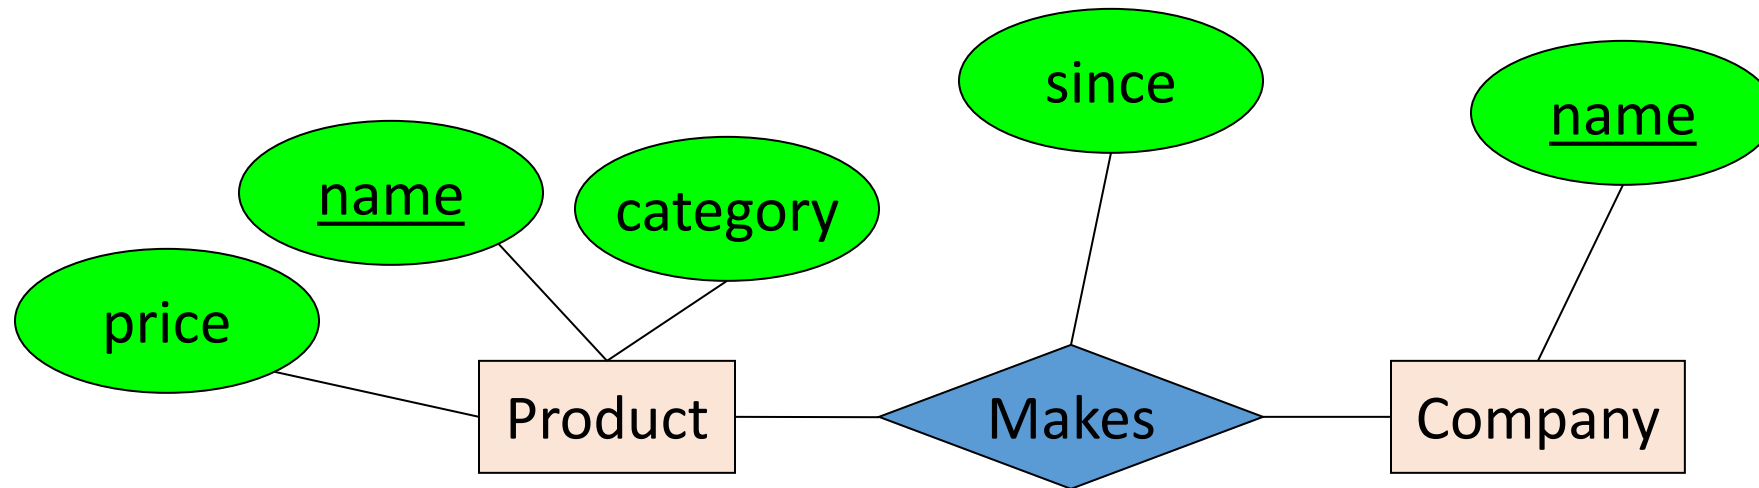 since
name
name
category
price
Product
Makes
Company